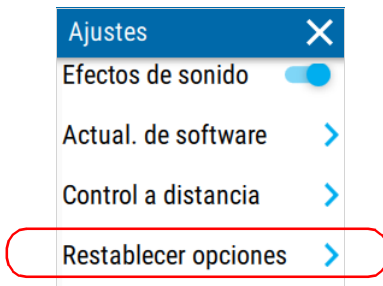 Ajustes
Efectos de sonido
Actual. de software
Control a distancia
Restablecer opciones